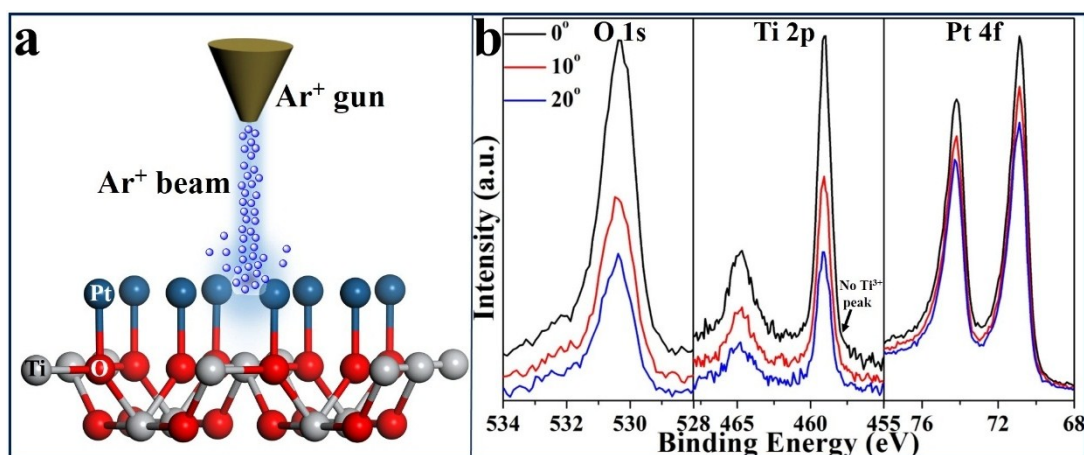 a
Ar⁺ gun
Ar⁺ beam
Pt
Ti
O
b
0°
10°
20°
O 1s
Ti 2p
Pt 4f
No Ti³⁺
peak
Intensity (a.u.)
534 532 530 528 465 460 455 76 72 68
Binding Energy (eV)